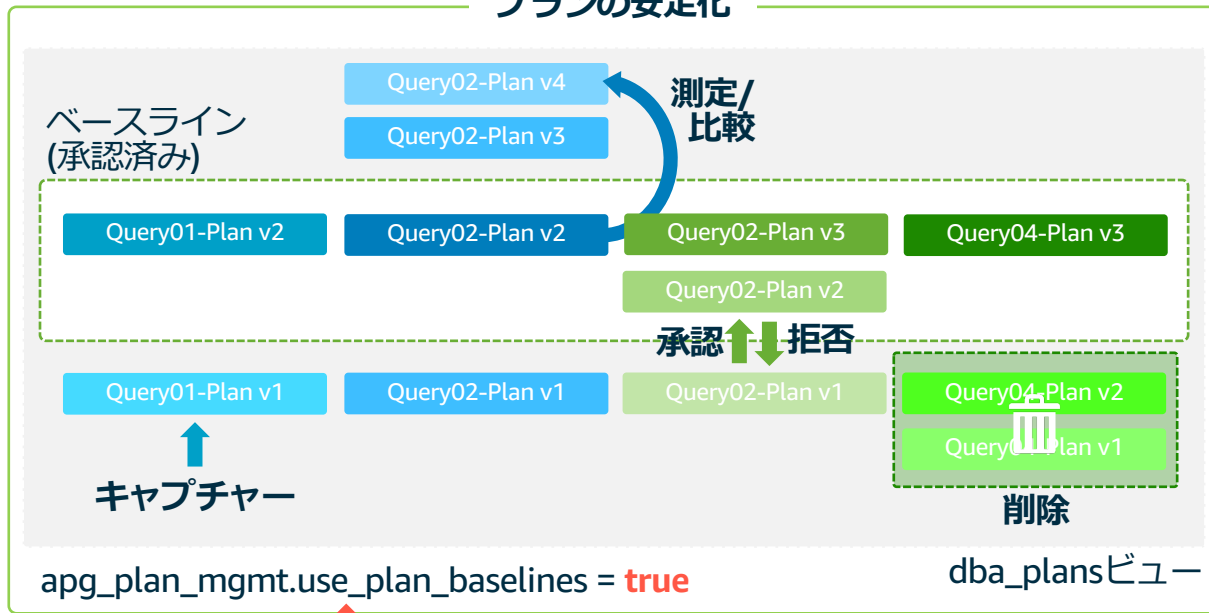 プランの安定化
Query02-Plan v4
測定/
比較
ベースライン
(承認済み)
Query02-Plan v3
Query01-Plan v2
Query02-Plan v2
Query02-Plan v3
Query04-Plan v3
Query02-Plan v2
承認
拒否
Query01-Plan v1
Query02-Plan v1
Query02-Plan v1
Query04-Plan v2
Plan v1
キャプチャー
削除
apg_plan_mgmt.use_plan_baselines = true
dba_plansビュー